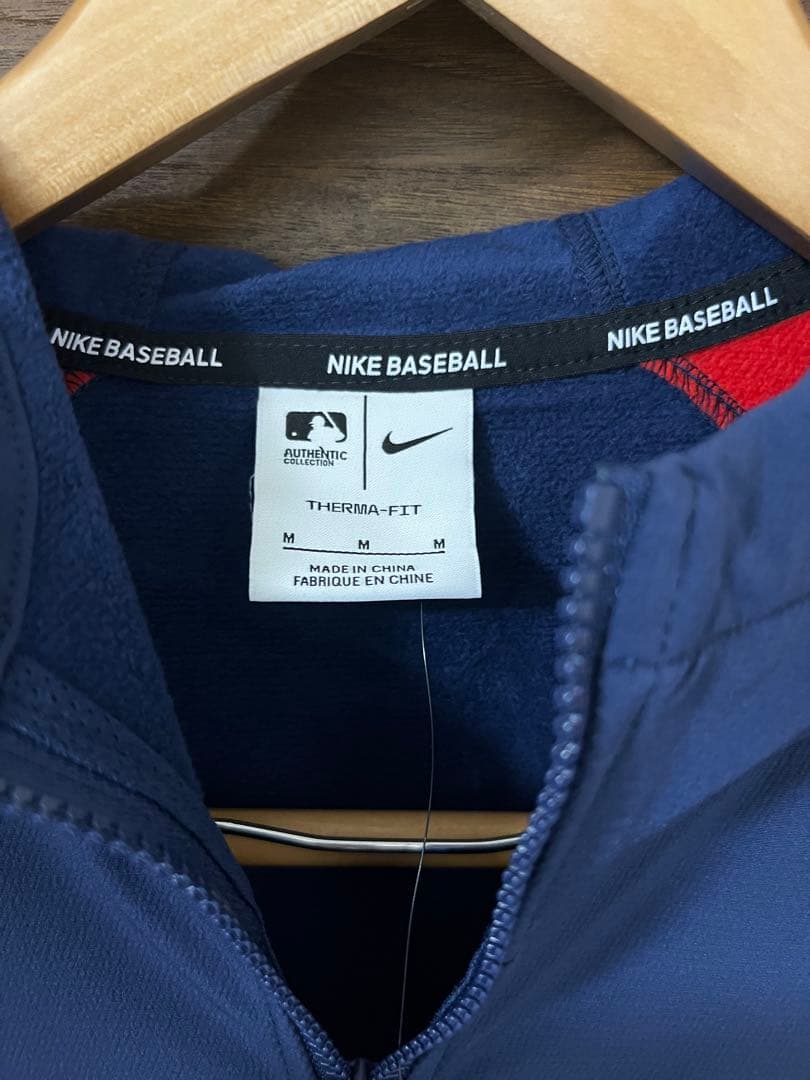 NIKE BASEBALL NIKE BASEBALL NIKE BASEBALL
AUTHENTIC
COLLECTION
THERMA-FIT
M M M
MADE IN CHINA
FABRIQUE EN CHINE